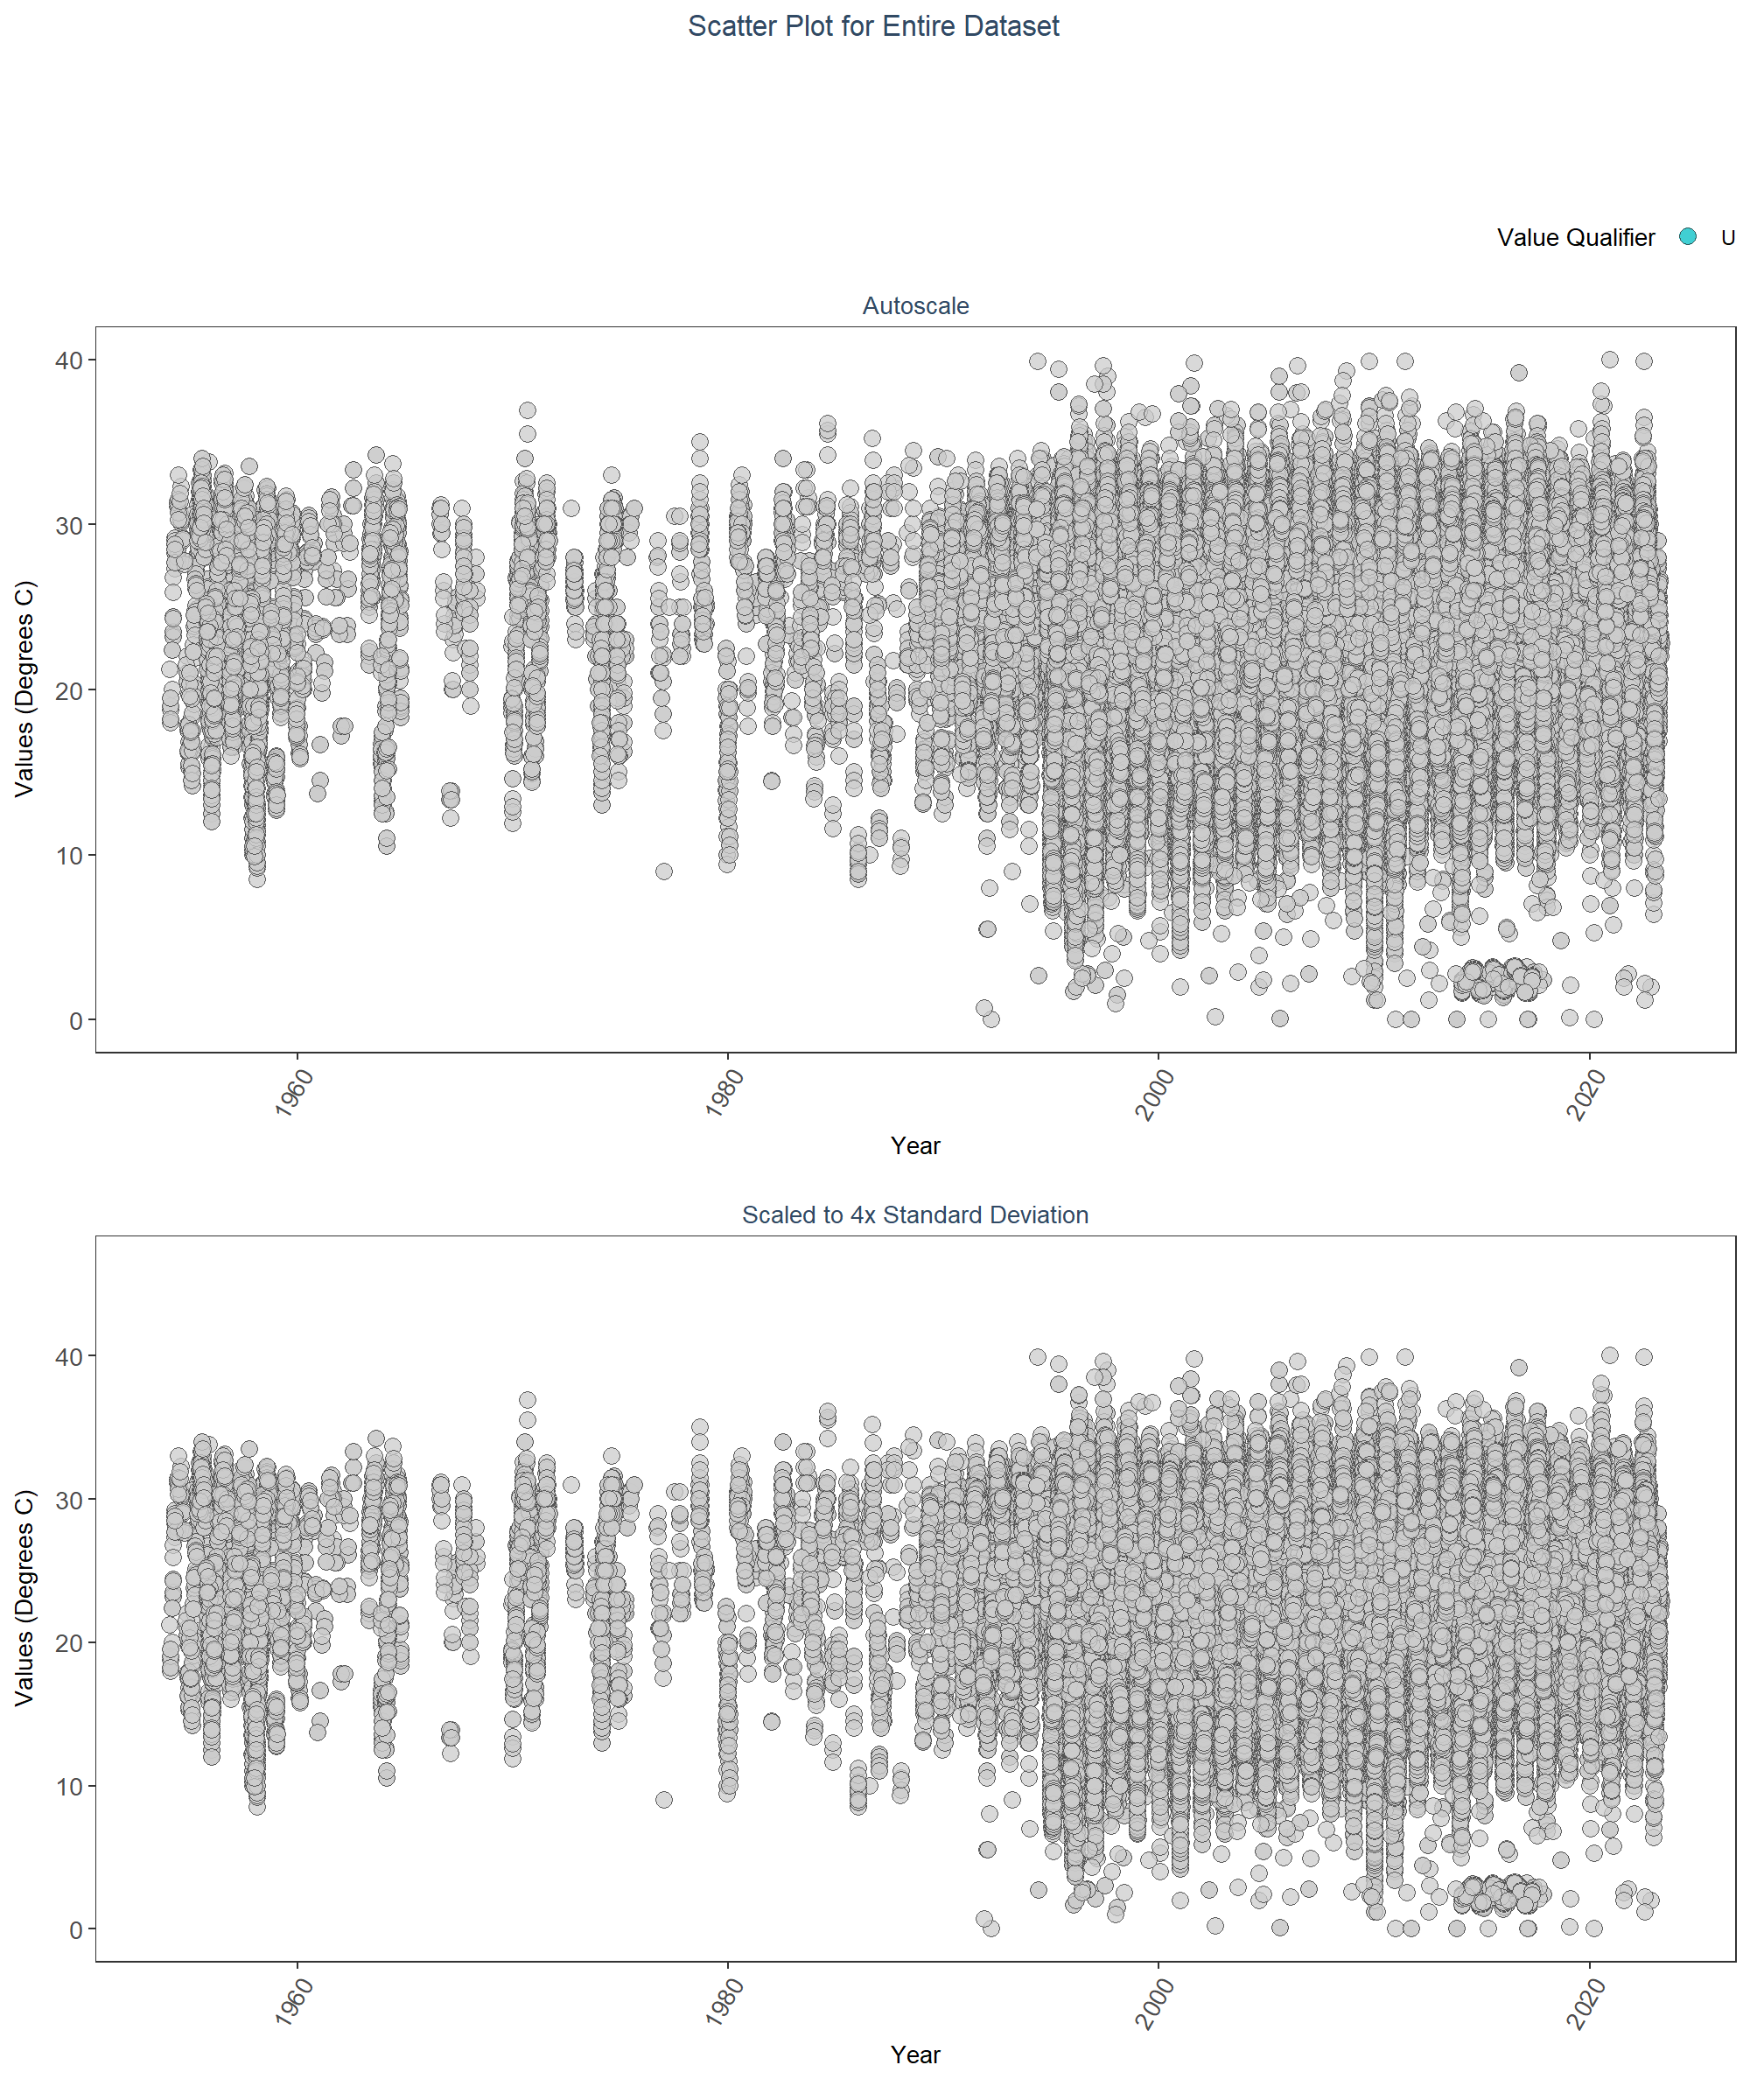 Scatter Plot for Entire Dataset
Value Qualifier U
Autoscale
40
30
20
10
0
Values (Degrees C)
1960 1980 2000 2020
Year
Scaled to 4x Standard Deviation
40
30
20
10
0
Values (Degrees C)
1960 1980 2000 2020
Year